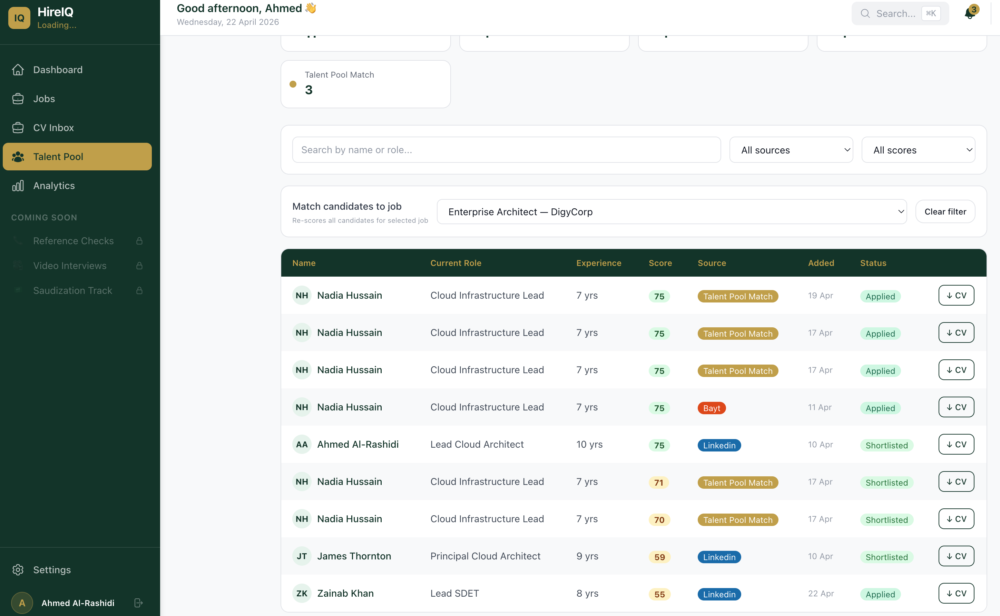 IQ
HireIQ
Loading...
Dashboard
Jobs
CV Inbox
Talent Pool
Analytics
COMING SOON
Reference Checks
Video Interviews
Saudization Track
Settings
A
Ahmed Al-Rashidi
Good afternoon, Ahmed 👋
Wednesday, 22 April 2026
Search... ⌘K
3
Talent Pool Match
3
Search by name or role...
All sources
All scores
Match candidates to job
Re-scores all candidates for selected job
Enterprise Architect — DigyCorp
Clear filter
Name Current Role Experience Score Source Added Status
NH Nadia Hussain Cloud Infrastructure Lead 7 yrs 75 Talent Pool Match 19 Apr Applied ↓ CV
NH Nadia Hussain Cloud Infrastructure Lead 7 yrs 75 Talent Pool Match 17 Apr Applied ↓ CV
NH Nadia Hussain Cloud Infrastructure Lead 7 yrs 75 Talent Pool Match 17 Apr Applied ↓ CV
NH Nadia Hussain Cloud Infrastructure Lead 7 yrs 75 Bayt 11 Apr Applied ↓ CV
AA Ahmed Al-Rashidi Lead Cloud Architect 10 yrs 75 Linkedin 10 Apr Shortlisted ↓ CV
NH Nadia Hussain Cloud Infrastructure Lead 7 yrs 71 Talent Pool Match 17 Apr Shortlisted ↓ CV
NH Nadia Hussain Cloud Infrastructure Lead 7 yrs 70 Talent Pool Match 17 Apr Shortlisted ↓ CV
JT James Thornton Principal Cloud Architect 9 yrs 59 Linkedin 10 Apr Shortlisted ↓ CV
ZK Zainab Khan Lead SDET 8 yrs 55 Linkedin 22 Apr Applied ↓ CV